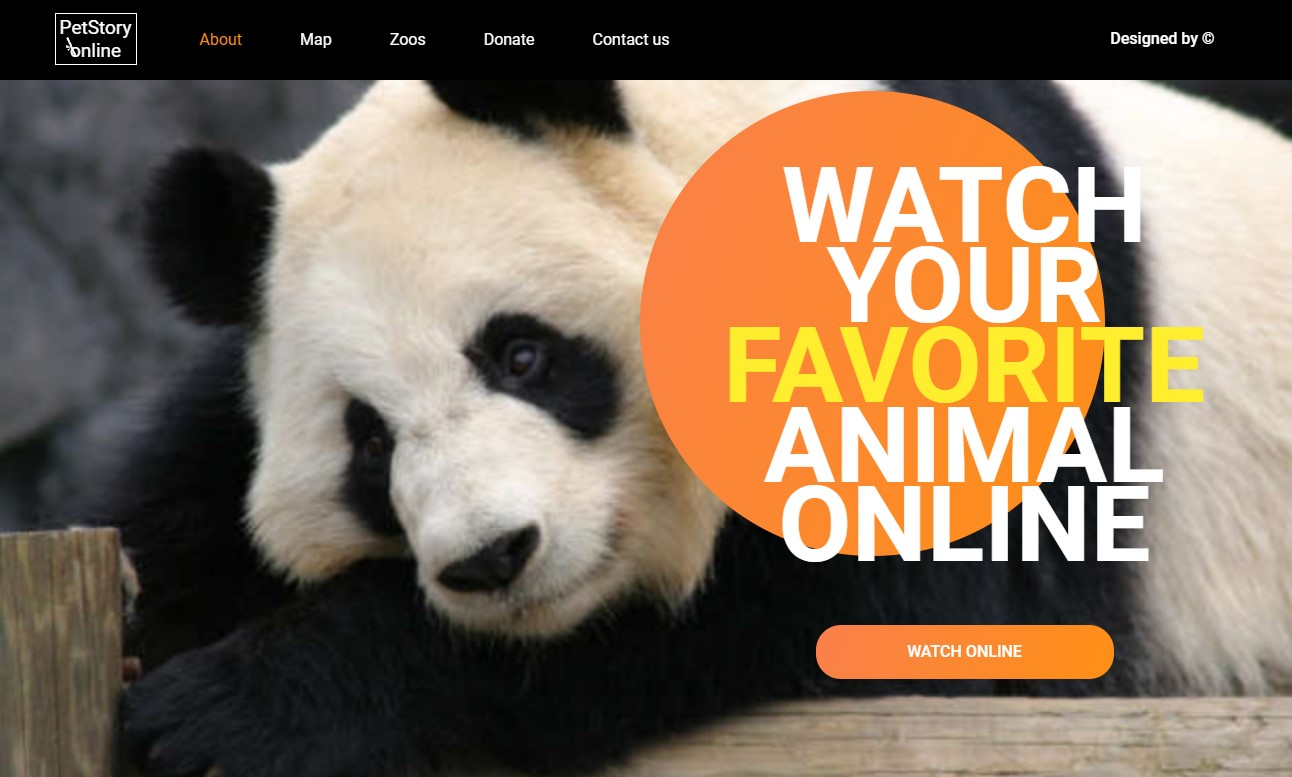 PetStory
online
About
Map
Zoos
Donate
Contact us
Designed by ©
WATCH
YOUR
FAVORITE
ANIMAL
ONLINE
WATCH ONLINE